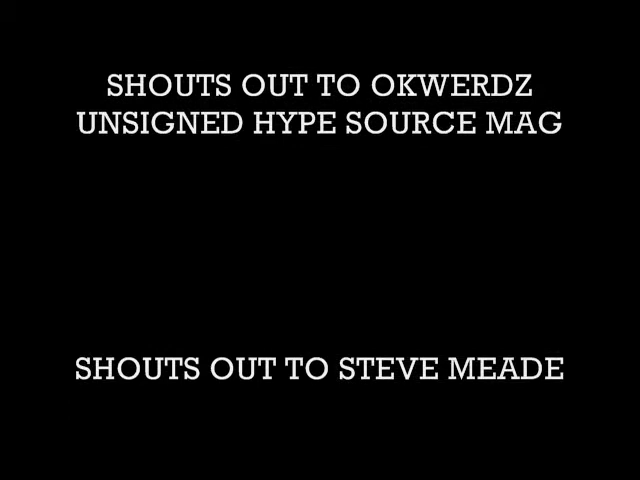 SHOUTS OUT TO OKWERDZ
UNSIGNED HYPE SOURCE MAG
SHOUTS OUT TO STEVE MEADE